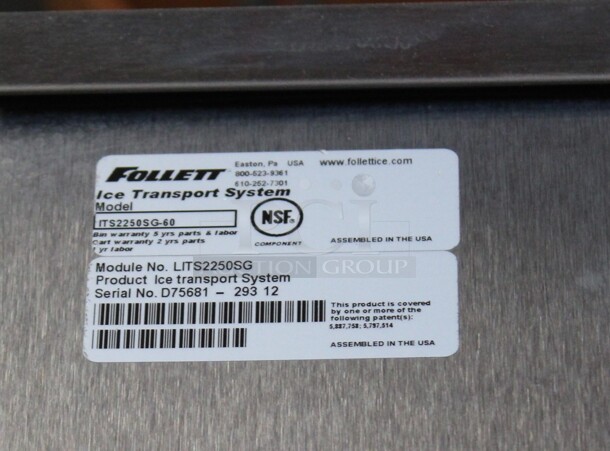 FOLLETT
Easton, Pa USA www.follettice.com
800-523-9361
610-252-7301
Ice Transport System
Model
ITS2250SG-60
NSF.
COMPONENT
Bin warranty 5 yrs parts & labor
Cart warranty 2 yrs parts
1 yr labor
ASSEMBLED IN THE USA
Module No. LITS2250SG
GROUP
Product Ice transport System
Serial No. D75681 - 293 12
This product is covered
by one or more of the
following patent(s):
5,887,758; 5,797,514
ASSEMBLED IN THE USA